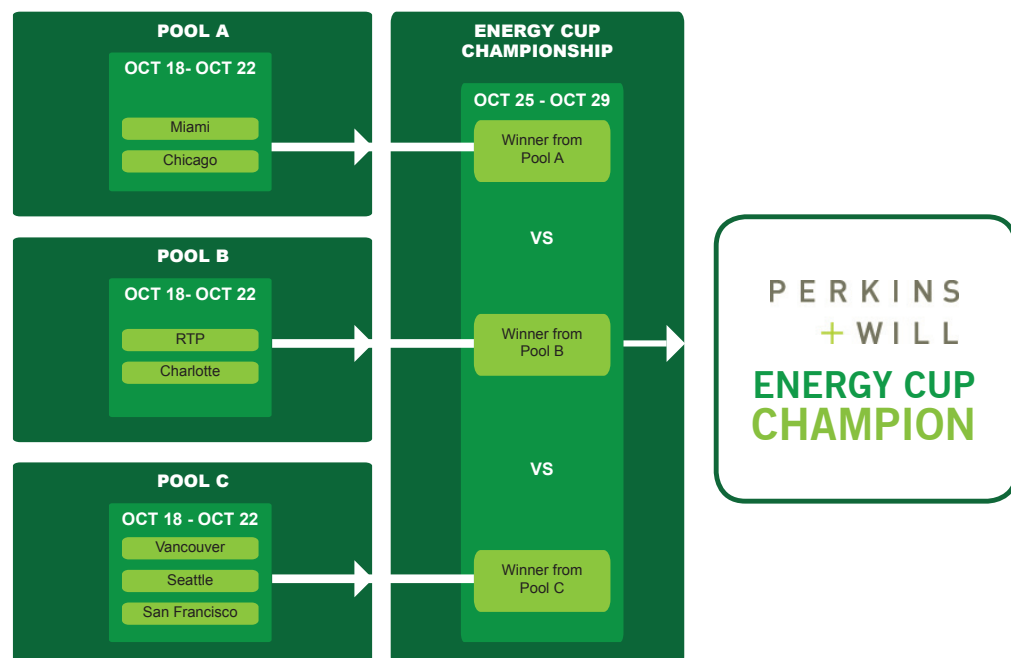 POOL A
OCT 18- OCT 22
Miami
Chicago
POOL B
OCT 18- OCT 22
RTP
Charlotte
POOL C
OCT 18 - OCT 22
Vancouver
Seattle
San Francisco
ENERGY CUP
CHAMPIONSHIP
OCT 25 - OCT 29
Winner from
Pool A
VS
Winner from
Pool B
VS
Winner from
Pool C
PERKINS
+ WILL
ENERGY CUP
CHAMPION